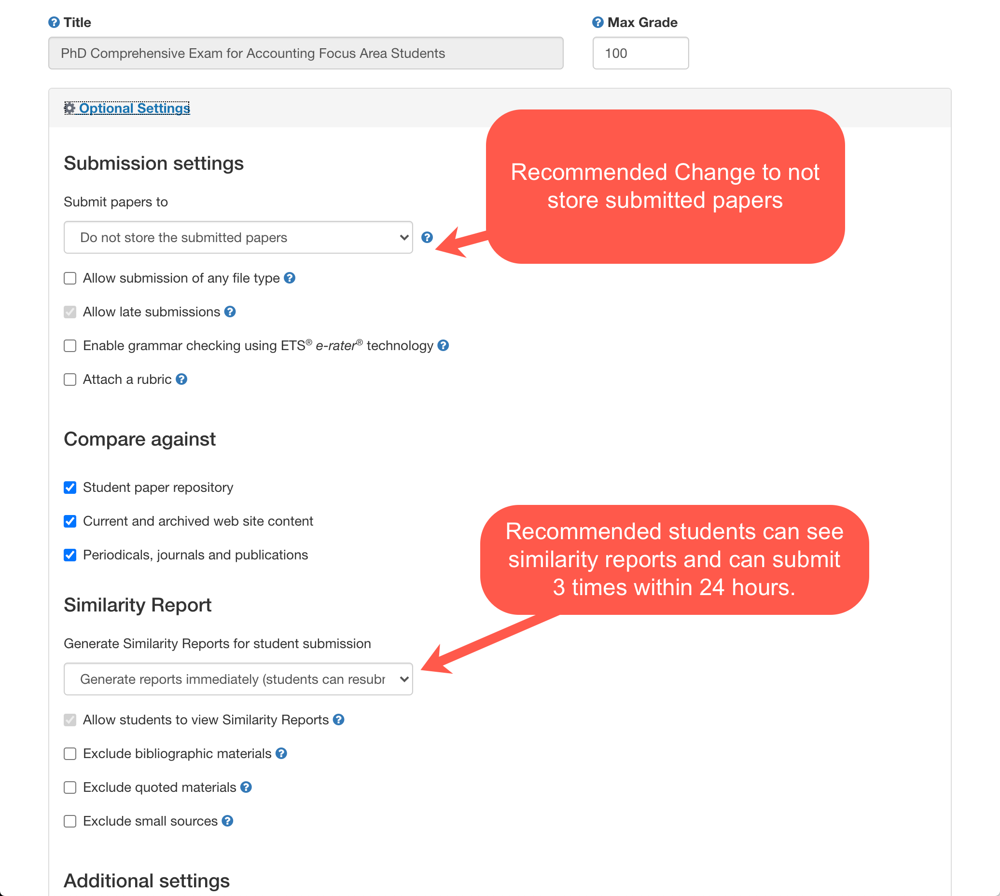 Title
Max Grade
PhD Comprehensive Exam for Accounting Focus Area Students
100
Optional Settings
Submission settings
Recommended Change to not
store submitted papers
Submit papers to
Do not store the submitted papers
Allow submission of any file type
Allow late submissions
Enable grammar checking using ETS® e-rater® technology
Attach a rubric
Compare against
Student paper repository
Current and archived web site content
Periodicals, journals and publications
Recommended students can see
similarity reports and can submit
3 times within 24 hours.
Similarity Report
Generate Similarity Reports for student submission
Generate reports immediately (students can resubr
Allow students to view Similarity Reports
Exclude bibliographic materials
Exclude quoted materials
Exclude small sources
Additional settings